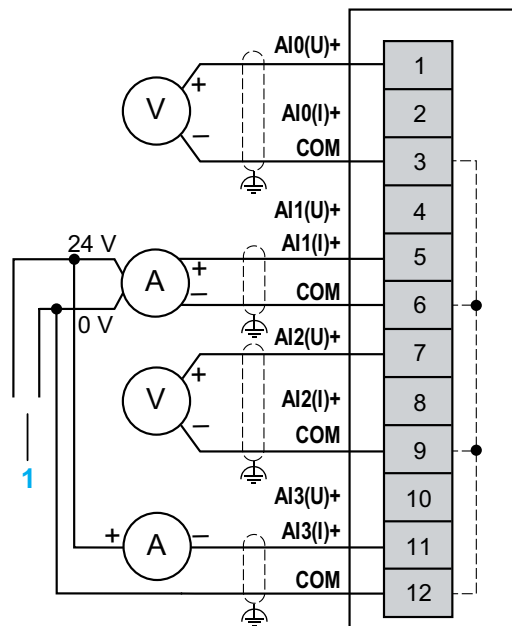 AI0(U)+
1
+
V
AI0(I)+
2
−
COM
3
AI1(U)+
4
24 V
AI1(I)+
5
A
+
−
COM
6
0 V
AI2(U)+
7
+
V
AI2(I)+
8
−
COM
9
1
AI3(U)+
10
+
A
−
AI3(I)+
11
COM
12